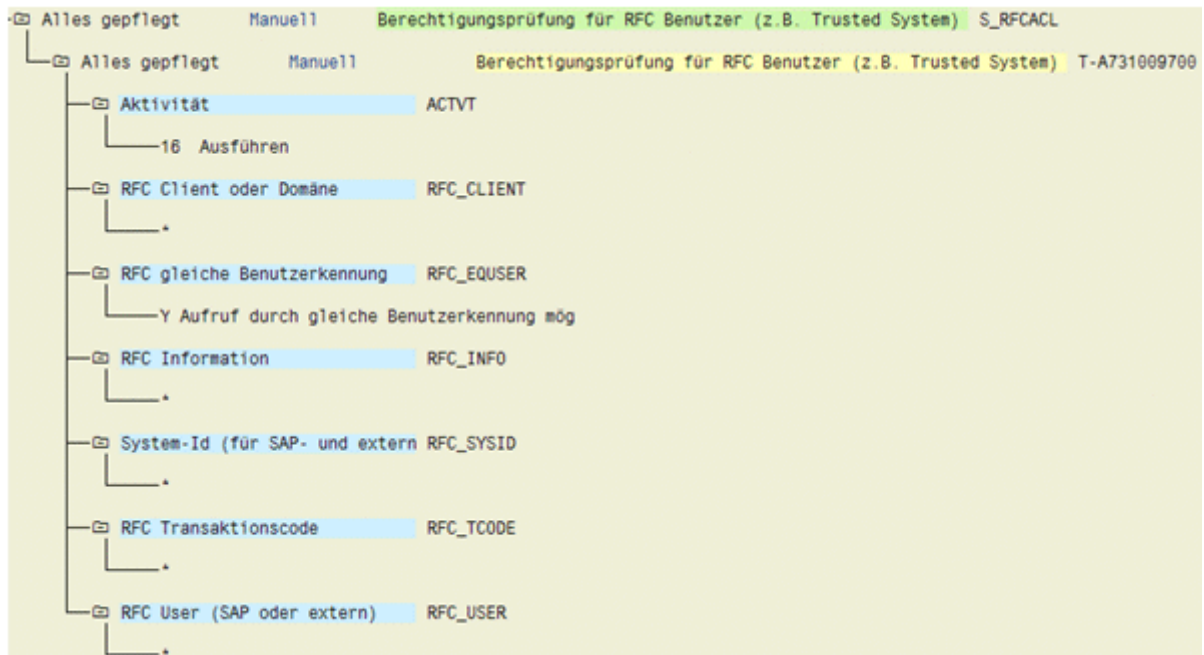 Alles gepflegt Manuell Berechtigungsprüfung für RFC Benutzer (z.B. Trusted System) S_RFCACL
Alles gepflegt Manuell Berechtigungsprüfung für RFC Benutzer (z.B. Trusted System) T-A731009700
Aktivität ACTVT
16 Ausführen
RFC Client oder Domäne RFC_CLIENT
*
RFC gleiche Benutzerkennung RFC_EQUSER
Y Aufruf durch gleiche Benutzerkennung mög
RFC Information RFC_INFO
*
System-Id (für SAP- und extern RFC_SYSID
*
RFC Transaktionscode RFC_TCODE
*
RFC User (SAP oder extern) RFC_USER
*